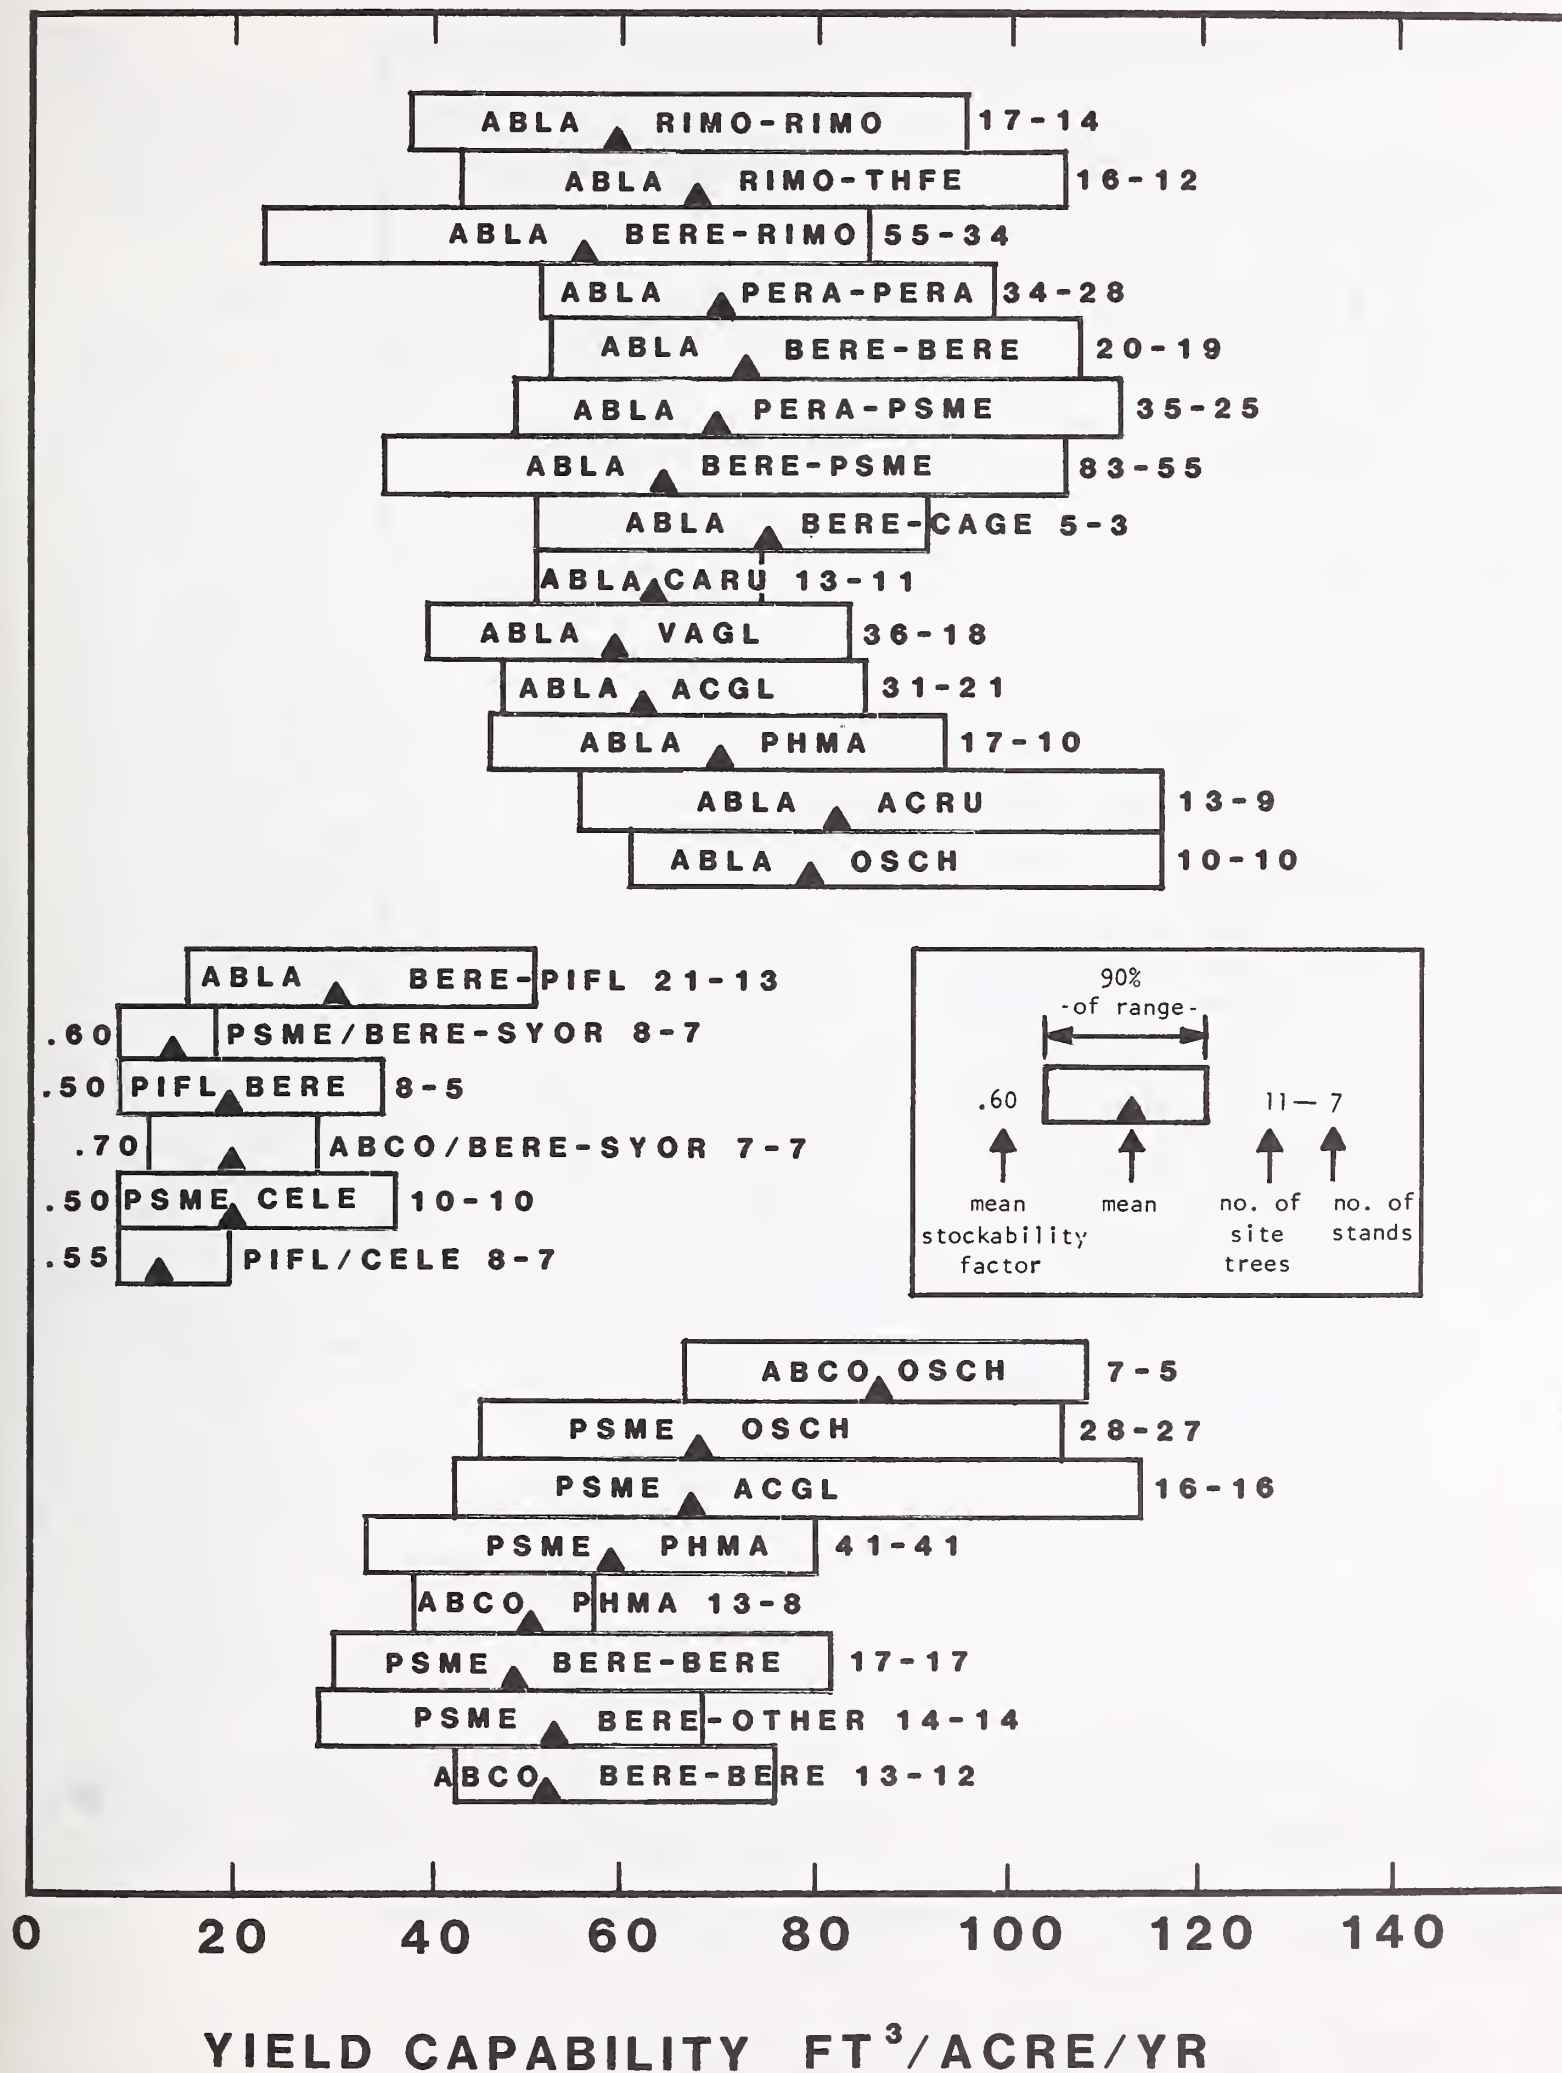 ABLA RIMO-RIMO 17-14
ABLA RIMO-THFE 16-12
ABLA BERE-RIMO 55-34
ABLA PERA-PERA 34-28
ABLA BERE-BERE 20-19
ABLA PERA-PSME 35-25
ABLA BERE-PSME 83-55
ABLA BERE-CAGE 5-3
ABLA CARU 13-11
ABLA VAGL 36-18
ABLA ACGL 31-21
ABLA PHMA 17-10
ABLA ACRU 13-9
ABLA OSCH 10-10
ABLA BERE-PIFL 21-13
.60 PSME/BERE-SYOR 8-7
.50 PIFL BERE 8-5
.70 ABCO/BERE-SYOR 7-7
.50 PSME CELE 10-10
.55 PIFL/CELE 8-7
90%
-of range-
.60 11— 7
mean mean no. of no. of
stockability site stands
factor trees
ABCO OSCH 7-5
PSME OSCH 28-27
PSME ACGL 16-16
PSME PHMA 41-41
ABCO PHMA 13-8
PSME BERE-BERE 17-17
PSME BERE-OTHER 14-14
ABCO BERE-BERE 13-12
0 20 40 60 80 100 120 140
YIELD CAPABILITY FT³/ACRE/YR